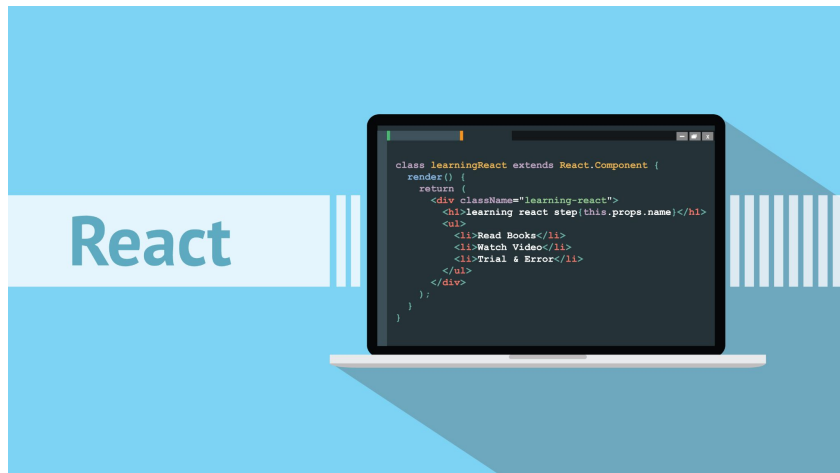 React
class learningReact extends React.Component {
render() {
return (
<div className="learning-react">
<h1>learning react step{this.props.name}</h1>
<ul>
<li>Read Books</li>
<li>Watch Video</li>
<li>Trial & Error</li>
</ul>
</div>
);
}
}